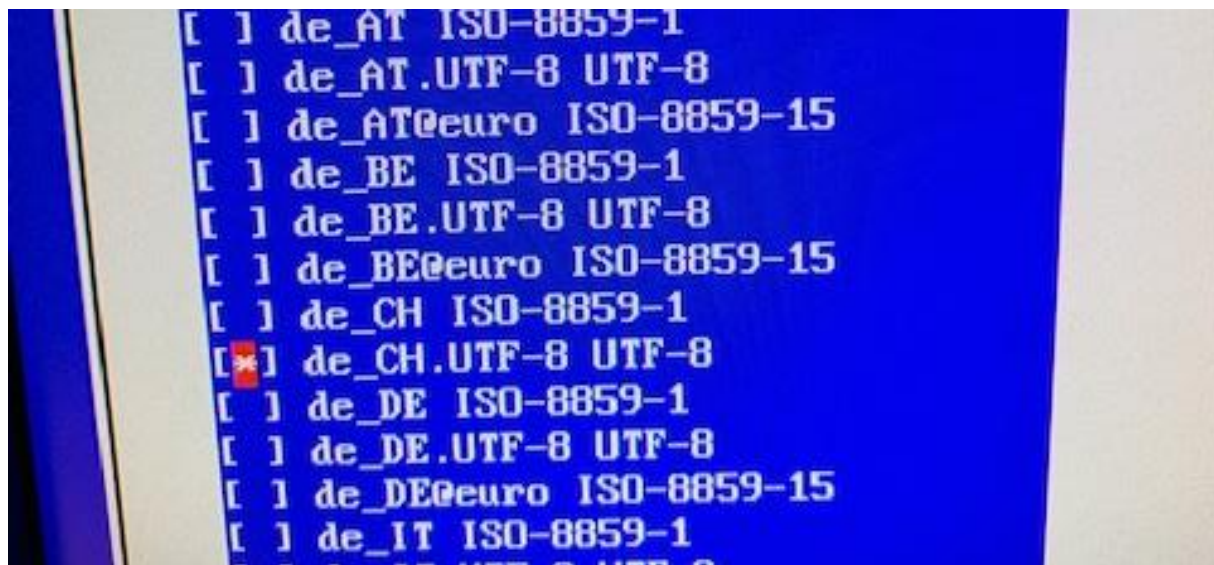 [ ] de_AT ISO-8859-1
[ ] de_AT.UTF-8 UTF-8
[ ] de_AT@euro ISO-8859-15
[ ] de_BE ISO-8859-1
[ ] de_BE.UTF-8 UTF-8
[ ] de_BE@euro ISO-8859-15
[ ] de_CH ISO-8859-1
[*] de_CH.UTF-8 UTF-8
[ ] de_DE ISO-8859-1
[ ] de_DE.UTF-8 UTF-8
[ ] de_DE@euro ISO-8859-15
[ ] de_IT ISO-8859-1